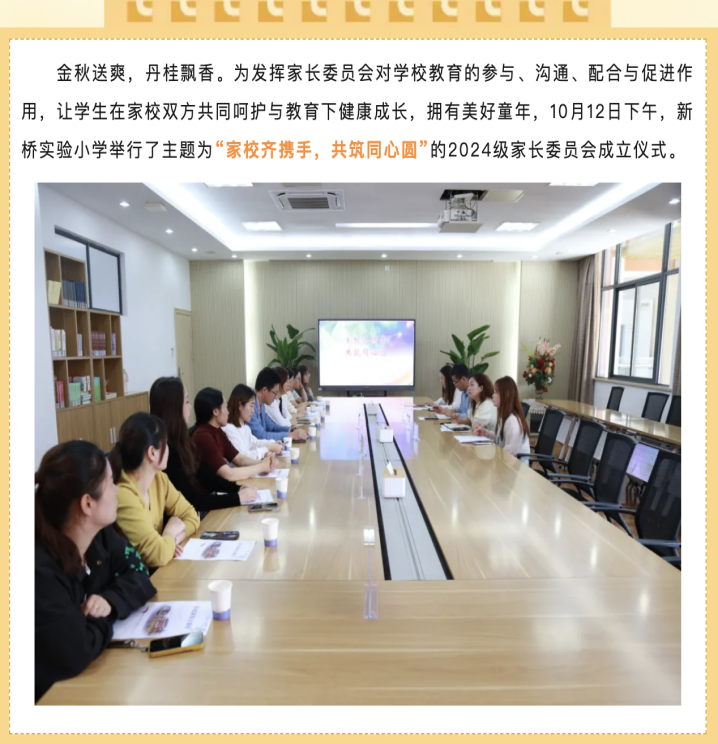 金秋送爽，丹桂飘香。为发挥家长委员会对学校教育的参与、沟通、配合与促进作
用，让学生在家校双方共同呵护与教育下健康成长，拥有美好童年，10月12日下午，新
桥实验小学举行了主题为“家校齐携手，共筑同心圆”的2024级家长委员会成立仪式。